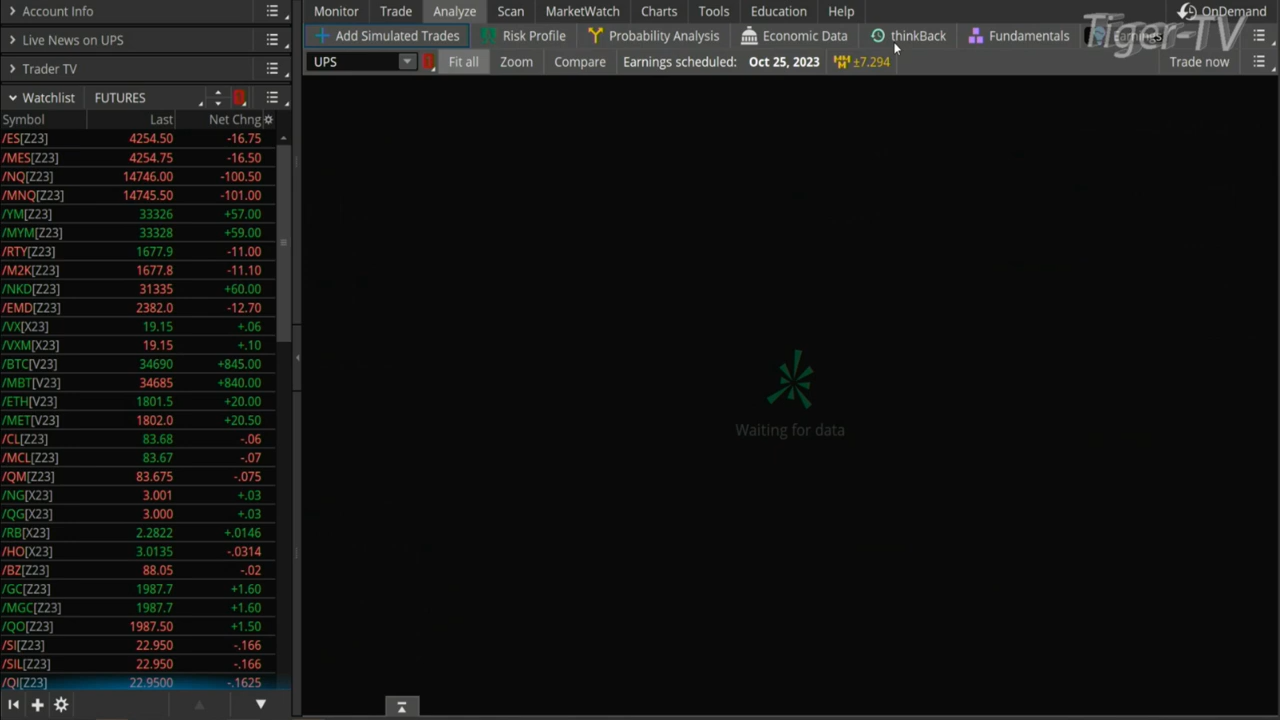 Account Info
Monitor Trade Analyze Scan MarketWatch Charts Tools Education Help OnDemand
Tiger-TV
Live News on UPS
Add Simulated Trades Risk Profile Probability Analysis Economic Data thinkBack Fundamentals Earnings
Trader TV
UPS Fit all Zoom Compare Earnings scheduled: Oct 25, 2023 ±7.294 Trade now
Watchlist FUTURES
Symbol Last Net Chng
/ES[Z23] 4254.50 -16.75
/MES[Z23] 4254.75 -16.50
/NQ[Z23] 14746.00 -100.50
/MNQ[Z23] 14745.50 -101.00
/YM[Z23] 33326 +57.00
/MYM[Z23] 33328 +59.00
/RTY[Z23] 1677.9 -11.00
/M2K[Z23] 1677.8 -11.10
/NKD[Z23] 31335 +60.00
/EMD[Z23] 2382.0 -12.70
/VX[X23] 19.15 +.06
/VXM[X23] 19.15 +.10
/BTC[V23] 34690 +845.00
/MBT[V23] 34685 +840.00
/ETH[V23] 1801.5 +20.00
/MET[V23] 1802.0 +20.50
/CL[Z23] 83.68 -.06
/MCL[Z23] 83.67 -.07
/QM[Z23] 83.675 -.075
/NG[X23] 3.001 +.03
/QG[X23] 3.000 +.03
/RB[X23] 2.2822 +.0146
/HO[X23] 3.0135 -.0314
/BZ[Z23] 88.05 -.02
/GC[Z23] 1987.7 +1.60
/MGC[Z23] 1987.7 +1.60
/QO[Z23] 1987.50 +1.50
/SI[Z23] 22.950 -.166
/SIL[Z23] 22.950 -.166
/QI[Z23] 22.9500 -.1625
Waiting for data